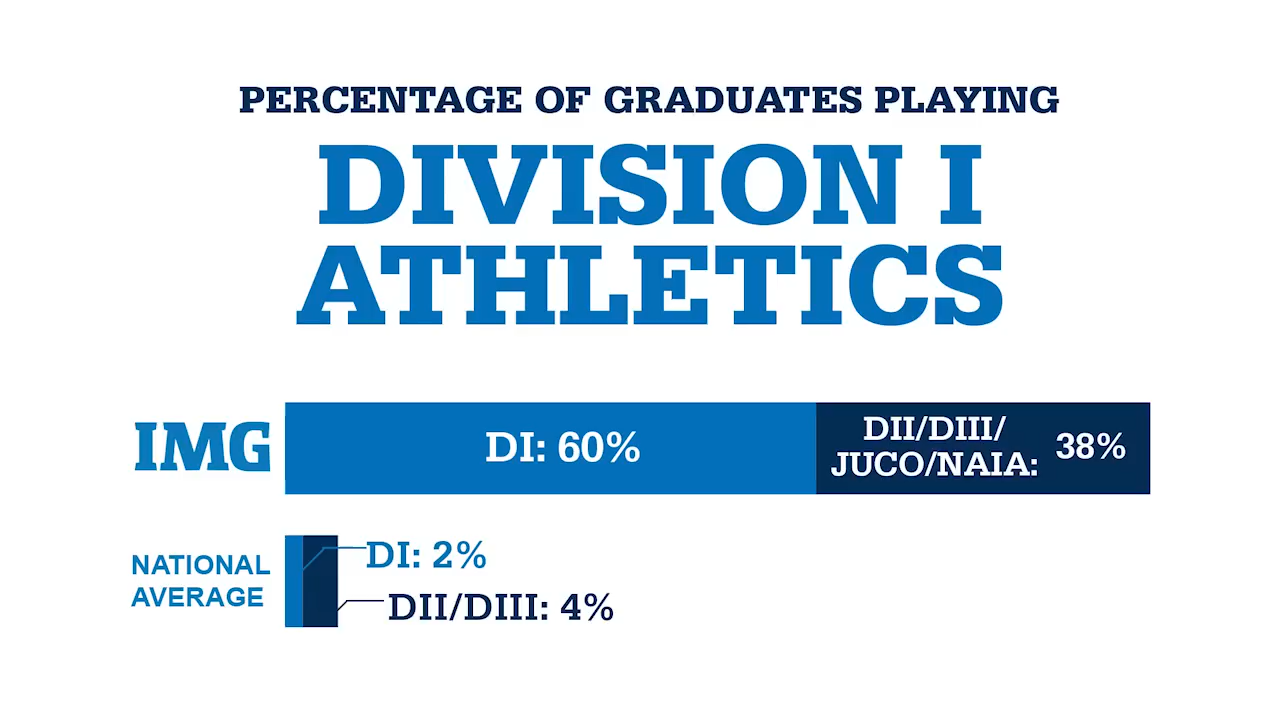 PERCENTAGE OF GRADUATES PLAYING
DIVISION I
ATHLETICS
IMG
DI: 60%
DII/DIII/
JUCO/NAIA:
38%
NATIONAL
AVERAGE
DI: 2%
DII/DIII: 4%